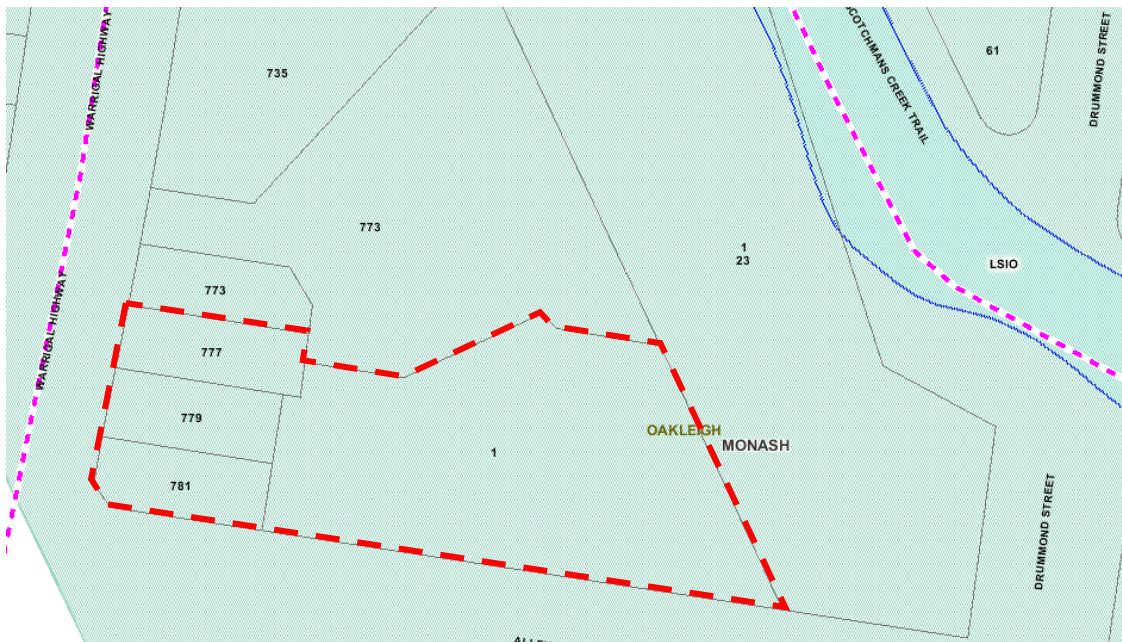 WARRIGAL HIGHWAY
735
SCOTCHMANS CREEK TRAIL
61
DRUMMOND STREET
773
1
23
LSIO
773
WARRIGAL HIGHWAY
777
779
OAKLEIGH
MONASH
1
781
DRUMMOND STREET